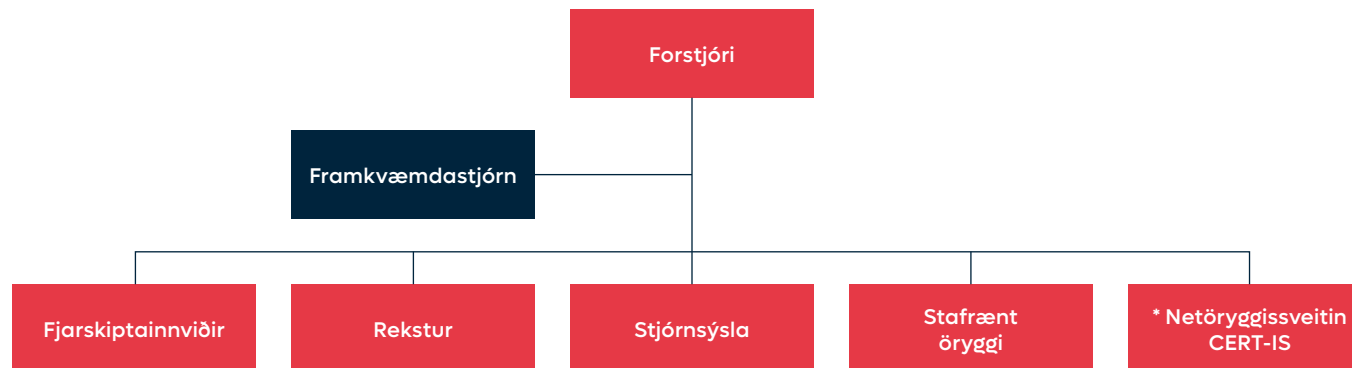 Forstjóri
Framkvæmdastjórn
Fjarskiptainnviðir
Rekstur
Stjórnsýsla
Stafrænt
öryggi
* Netöryggissveitin
CERT-IS